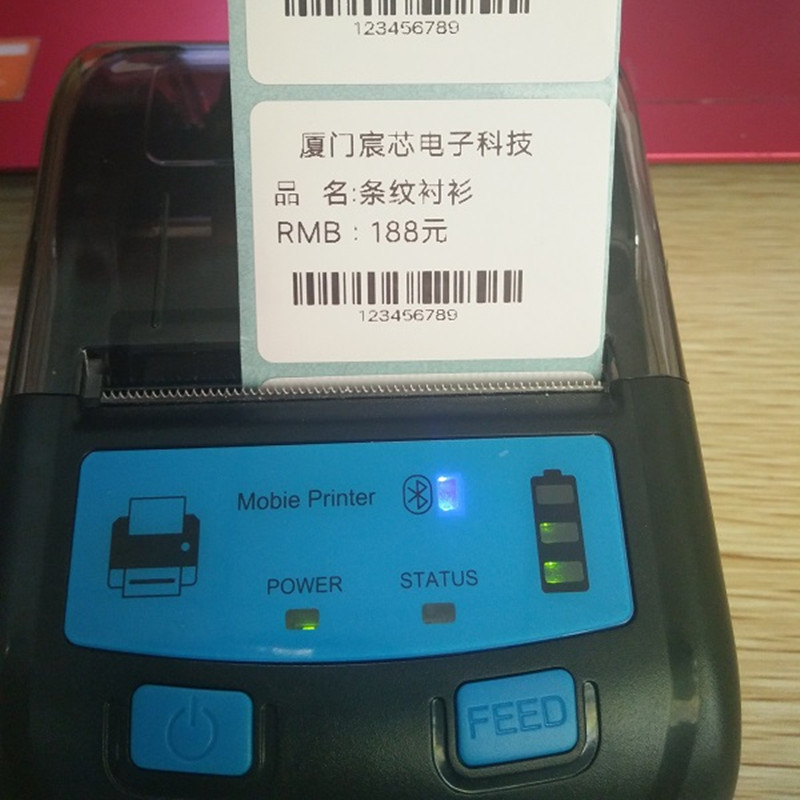 123456789
厦门宸芯电子科技
品 名:条纹衬衫
RMB : 188元
123456789
Mobie Printer
POWER
STATUS
FEED